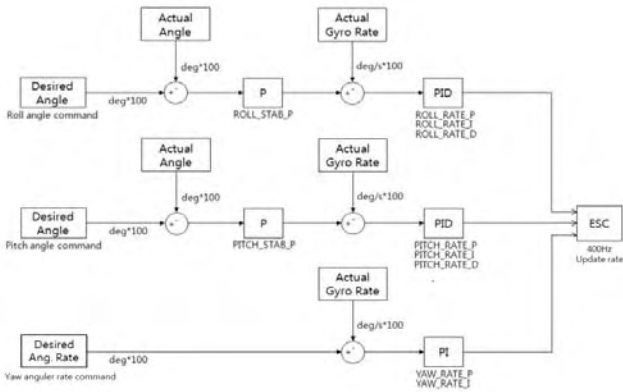 Actual
Angle
Actual
Gyro Rate
deg*100
deg/s*100
Desired
Angle
deg*100
+
-
P
+
-
PID
Roll angle command
ROLL_STAB_P
ROLL_RATE_P
ROLL_RATE_I
ROLL_RATE_D
Actual
Angle
Actual
Gyro Rate
deg*100
deg/s*100
Desired
Angle
deg*100
+
-
P
+
-
PID
ESC
Pitch angle command
PITCH_STAB_P
PITCH_RATE_P
PITCH_RATE_I
PITCH_RATE_D
400Hz
Update rate
Actual
Gyro Rate
deg/s*100
Desired
Ang. Rate
deg*100
+
-
PI
Yaw anguler rate command
YAW_RATE_P
YAW_RATE_I